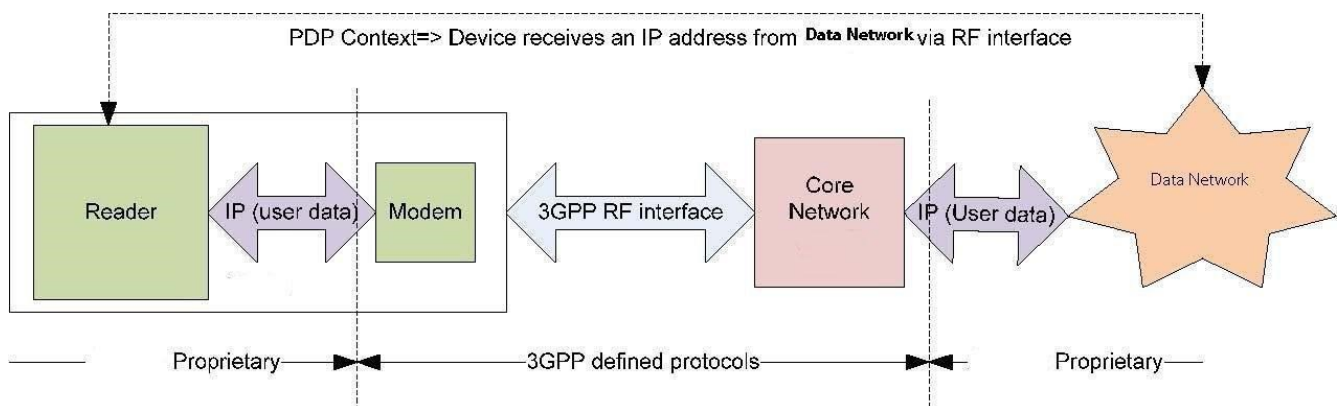 PDP Context=> Device receives an IP address from Data Network via RF interface
Reader
IP (user data)
Modem
3GPP RF interface
Core
Network
IP (User data)
Data Network
Proprietary
3GPP defined protocols
Proprietary